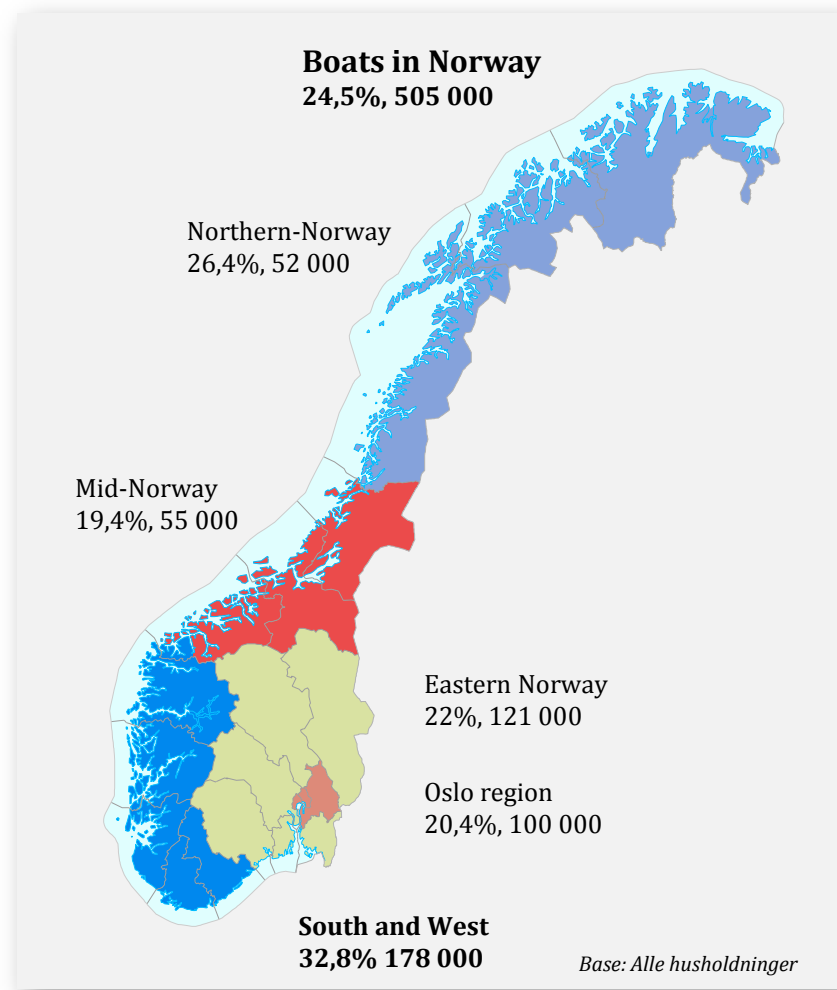 Boats in Norway
24,5%, 505 000
Northern-Norway
26,4%, 52 000
Mid-Norway
19,4%, 55 000
Eastern Norway
22%, 121 000
Oslo region
20,4%, 100 000
South and West
32,8% 178 000
Base: Alle husholdninger